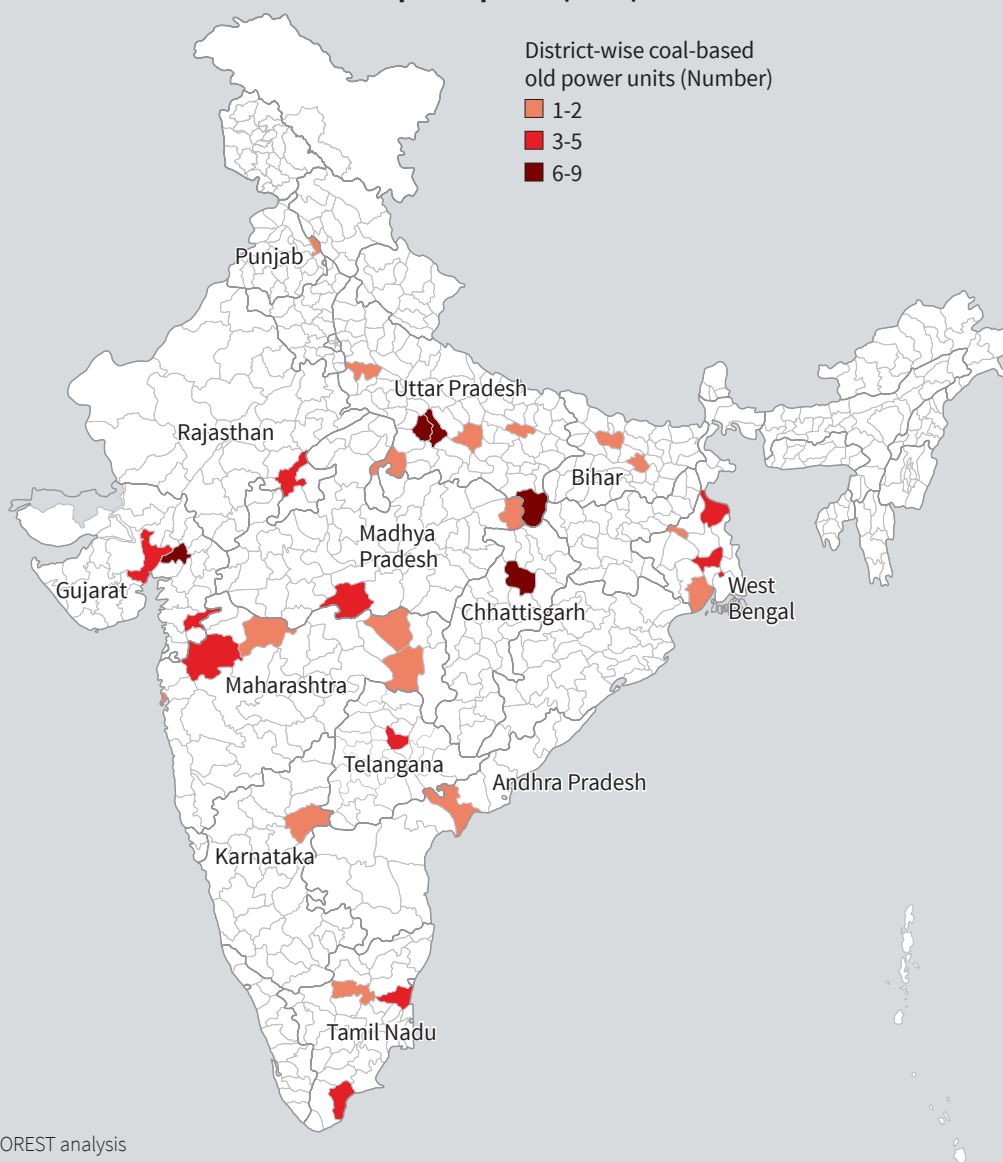 District-wise coal-based
old power units (Number)
1-2
3-5
6-9
Punjab
Uttar Pradesh
Rajasthan
Bihar
Madhya
Pradesh
Gujarat
West
Bengal
Chhattisgarh
Maharashtra
Telangana
Andhra Pradesh
Karnataka
Tamil Nadu
OREST analysis